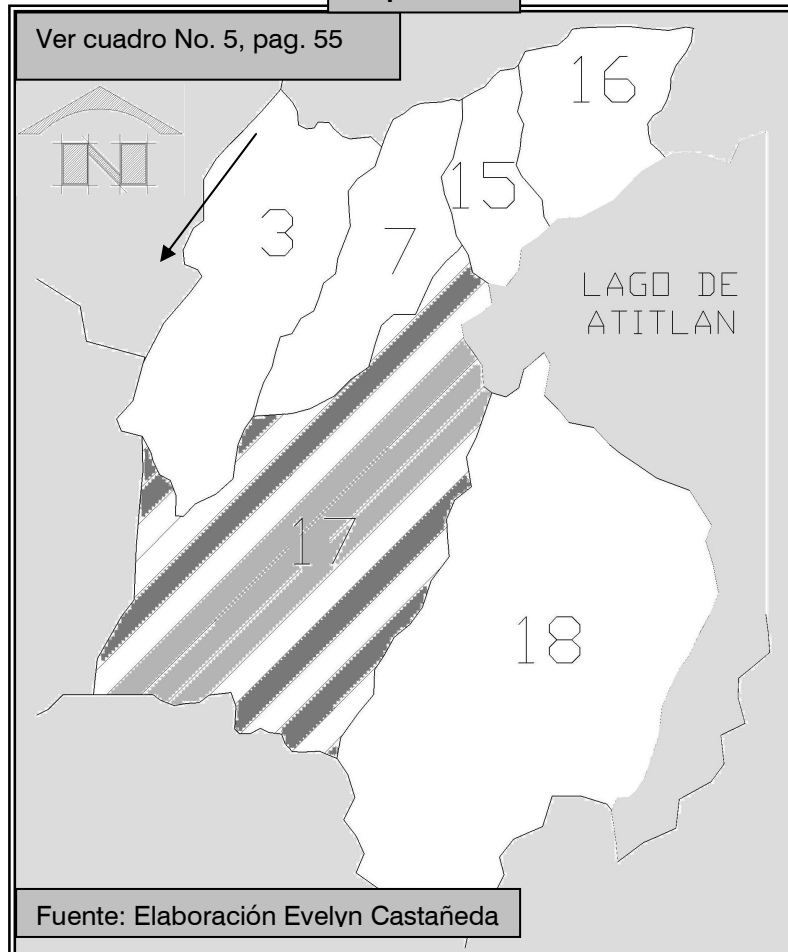 Ver cuadro No. 5, pag. 55
N
16
15
3
7
LAGO DE
ATITLAN
17
18
Fuente: Elaboración Evelyn Castañeda